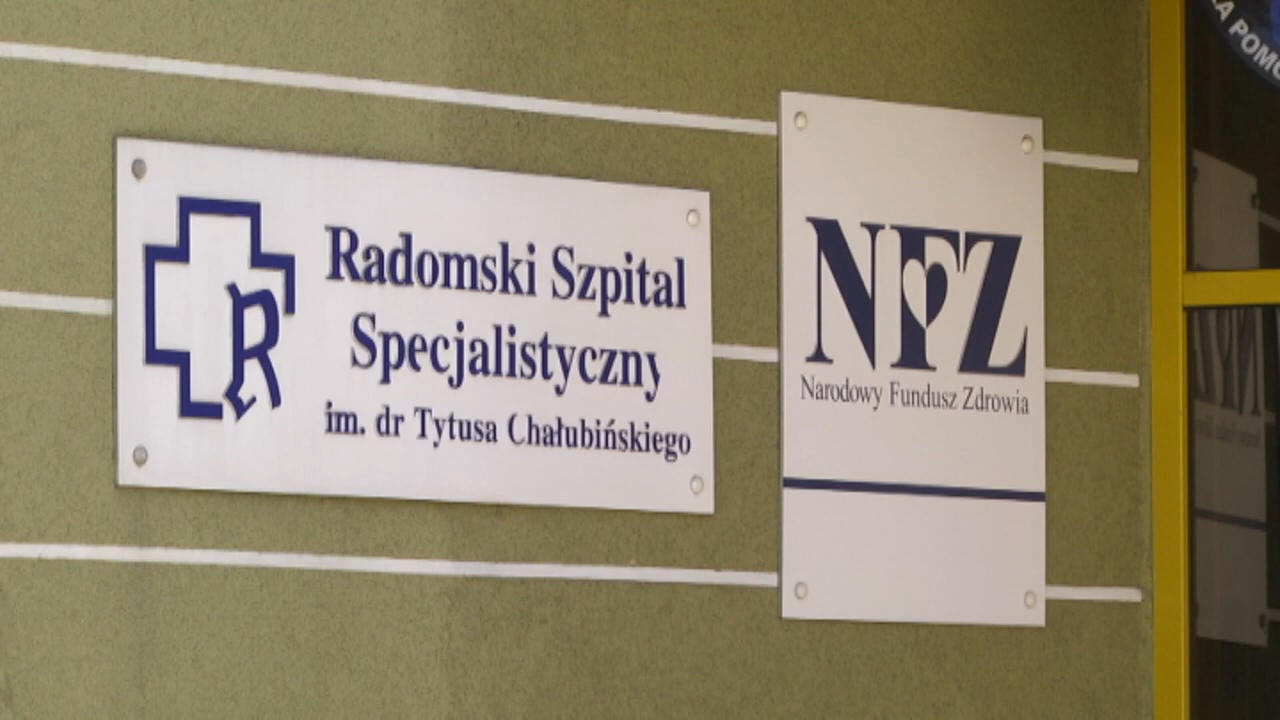 R
Radomski Szpital
Specjalistyczny
im. dr Tytusa Chałubińskiego
NFZ
Narodowy Fundusz Zdrowia